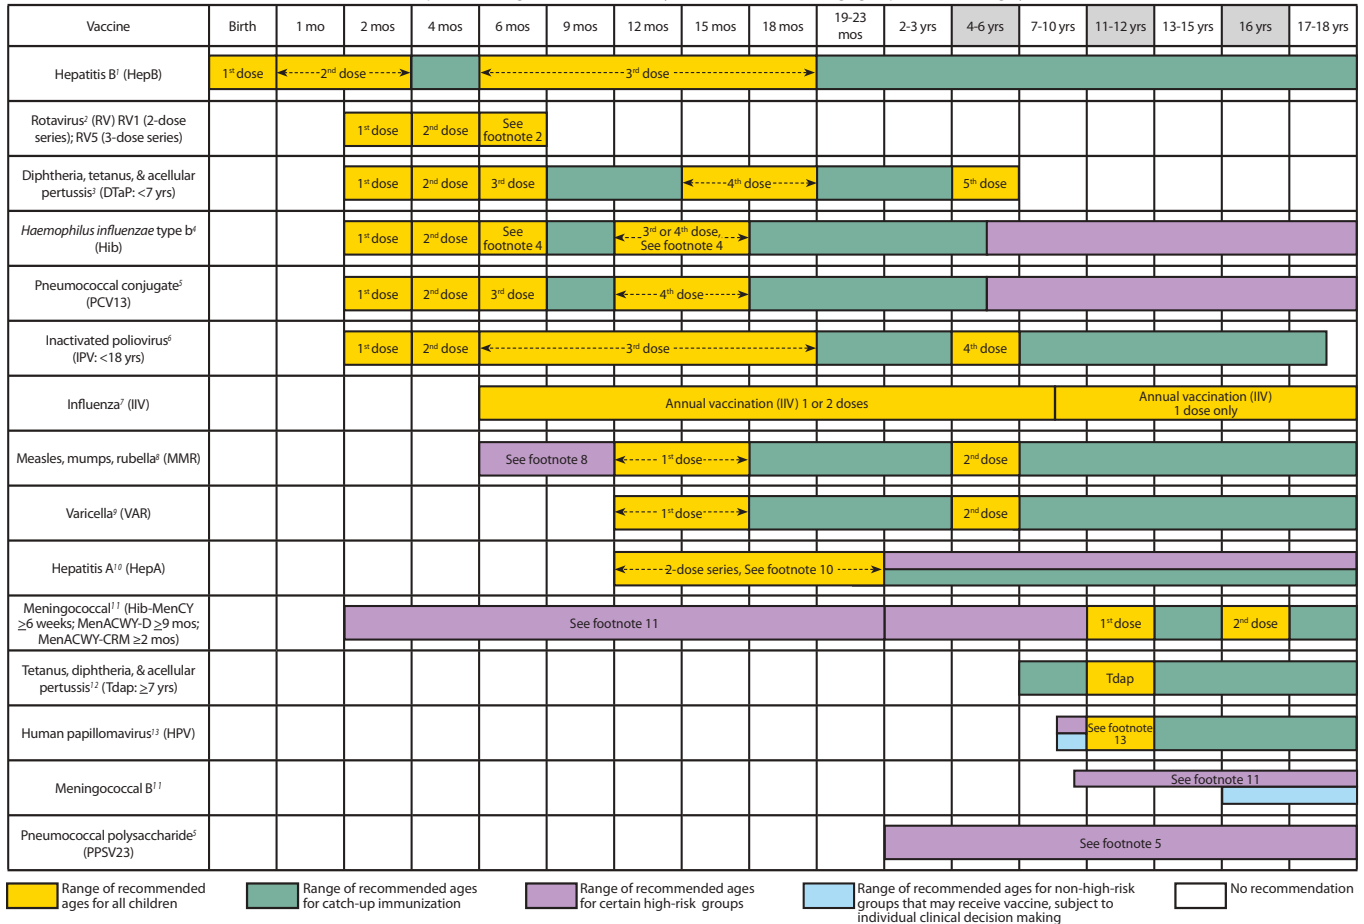 Vaccine Birth 1 mo 2 mos 4 mos 6 mos 9 mos 12 mos 15 mos 18 mos 19-23 mos 2-3 yrs 4-6 yrs 7-10 yrs 11-12 yrs 13-15 yrs 16 yrs 17-18 yrs
Hepatitis B1 (HepB)
1st dose
2nd dose
3rd dose
Rotavirus2 (RV) RV1 (2-dose
series); RV5 (3-dose series)
1st dose
2nd dose
See
footnote 2
Diphtheria, tetanus, & acellular
pertussis3 (DTaP: <7 yrs)
1st dose
2nd dose
3rd dose
4th dose
5th dose
Haemophilus influenzae type b4
(Hib)
1st dose
2nd dose
See
footnote 4
3rd or 4th dose,
See footnote 4
Pneumococcal conjugate5
(PCV13)
1st dose
2nd dose
3rd dose
4th dose
Inactivated poliovirus6
(IPV: <18 yrs)
1st dose
2nd dose
3rd dose
4th dose
Influenza7 (IIV)
Annual vaccination (IIV) 1 or 2 doses
Annual vaccination (IIV)
1 dose only
Measles, mumps, rubella8 (MMR)
See footnote 8
1st dose
2nd dose
Varicella9 (VAR)
1st dose
2nd dose
Hepatitis A10 (HepA)
2-dose series, See footnote 10
Meningococcal11 (Hib-MenCY
≥6 weeks; MenACWY-D ≥9 mos;
MenACWY-CRM ≥2 mos)
See footnote 11
1st dose
2nd dose
Tetanus, diphtheria, & acellular
pertussis12 (Tdap: ≥7 yrs)
Tdap
Human papillomavirus13 (HPV)
See footnote
13
Meningococcal B11
See footnote 11
Pneumococcal polysaccharide5
(PPSV23)
See footnote 5
Range of recommended
ages for all children
Range of recommended ages
for catch-up immunization
Range of recommended ages
for certain high-risk groups
Range of recommended ages for non-high-risk
groups that may receive vaccine, subject to
individual clinical decision making
No recommendation